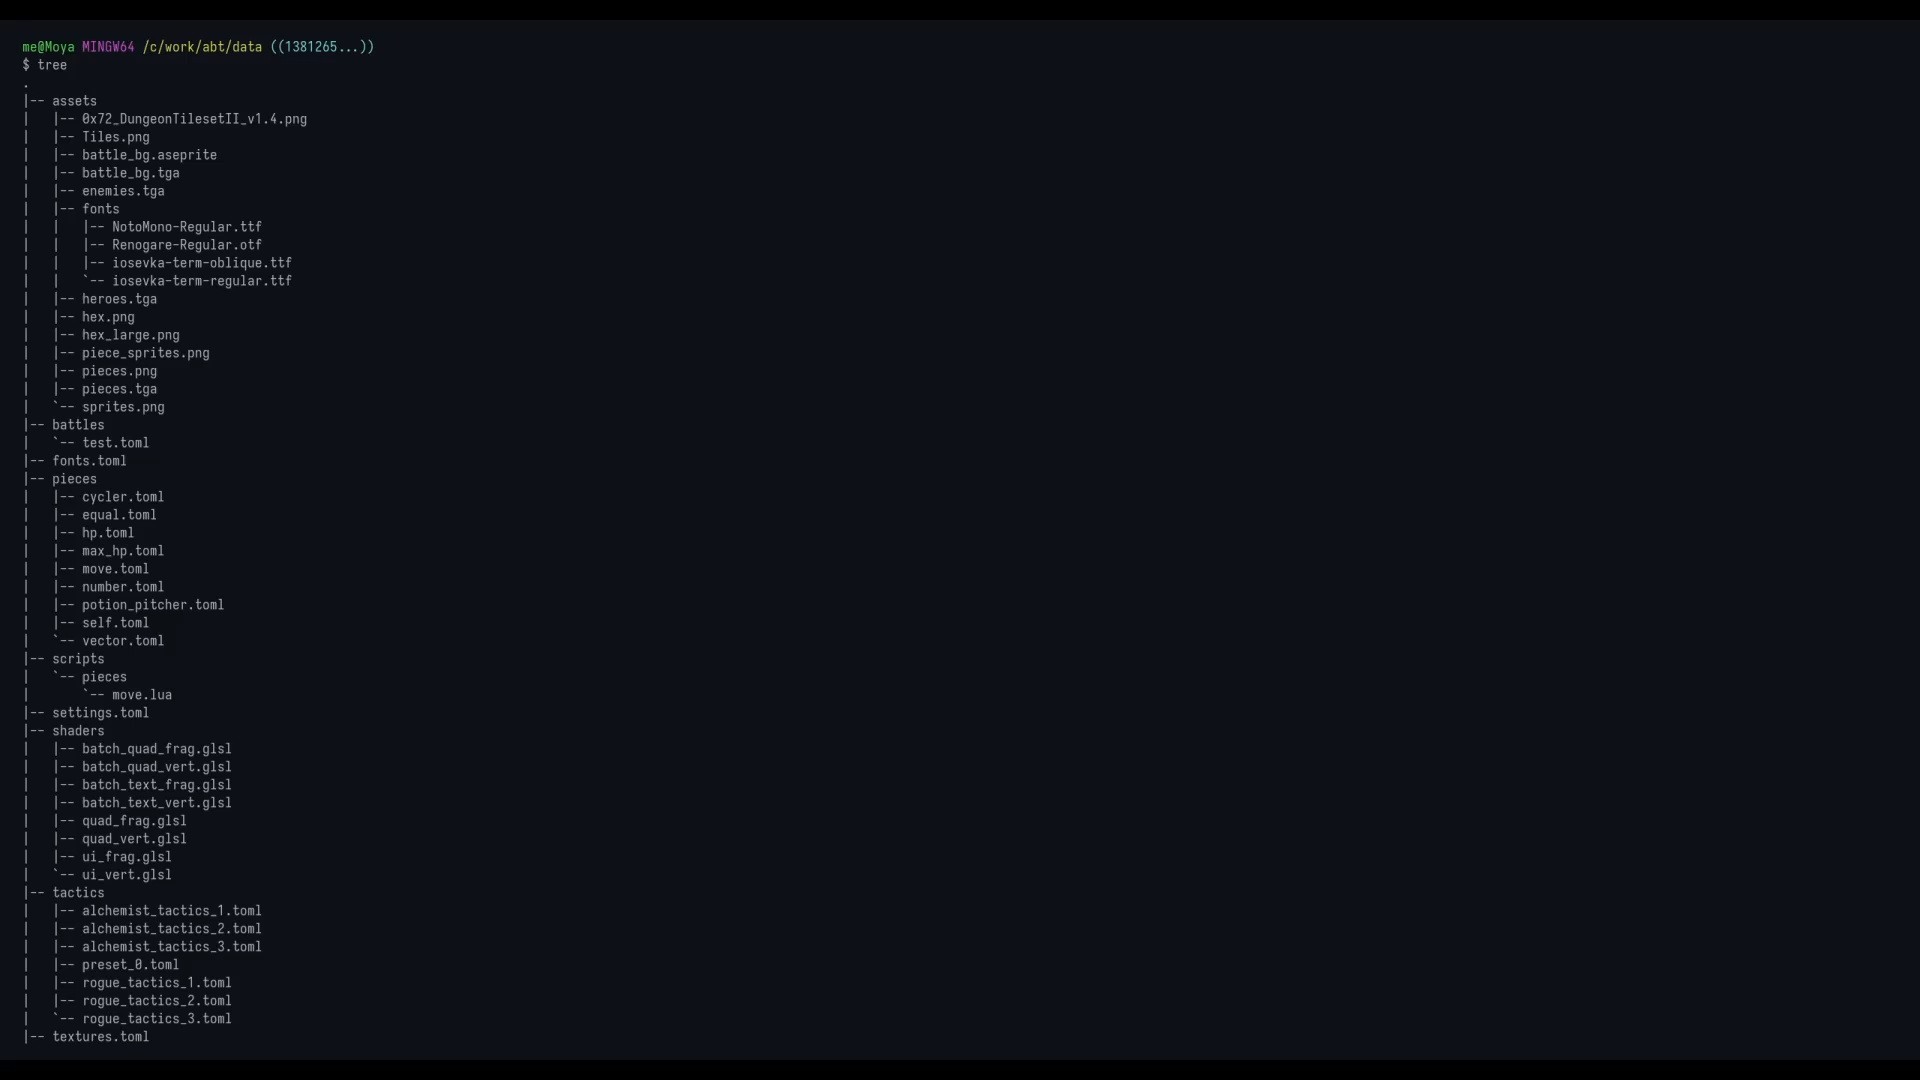 me@Moya MINGW64 /c/work/abt/data ((1381265...))
$ tree
.
|-- assets
|   |-- 0x72_DungeonTilesetII_v1.4.png
|   |-- Tiles.png
|   |-- battle_bg.aseprite
|   |-- battle_bg.tga
|   |-- enemies.tga
|   |-- fonts
|   |   |-- NotoMono-Regular.ttf
|   |   |-- Renogare-Regular.otf
|   |   |-- iosevka-term-oblique.ttf
|   |   `-- iosevka-term-regular.ttf
|   |-- heroes.tga
|   |-- hex.png
|   |-- hex_large.png
|   |-- piece_sprites.png
|   |-- pieces.png
|   |-- pieces.tga
|   `-- sprites.png
|-- battles
|   `-- test.toml
|-- fonts.toml
|-- pieces
|   |-- cycler.toml
|   |-- equal.toml
|   |-- hp.toml
|   |-- max_hp.toml
|   |-- move.toml
|   |-- number.toml
|   |-- potion_pitcher.toml
|   |-- self.toml
|   `-- vector.toml
|-- scripts
|   `-- pieces
|       `-- move.lua
|-- settings.toml
|-- shaders
|   |-- batch_quad_frag.glsl
|   |-- batch_quad_vert.glsl
|   |-- batch_text_frag.glsl
|   |-- batch_text_vert.glsl
|   |-- quad_frag.glsl
|   |-- quad_vert.glsl
|   |-- ui_frag.glsl
|   `-- ui_vert.glsl
|-- tactics
|   |-- alchemist_tactics_1.toml
|   |-- alchemist_tactics_2.toml
|   |-- alchemist_tactics_3.toml
|   |-- preset_0.toml
|   |-- rogue_tactics_1.toml
|   |-- rogue_tactics_2.toml
|   `-- rogue_tactics_3.toml
|-- textures.toml